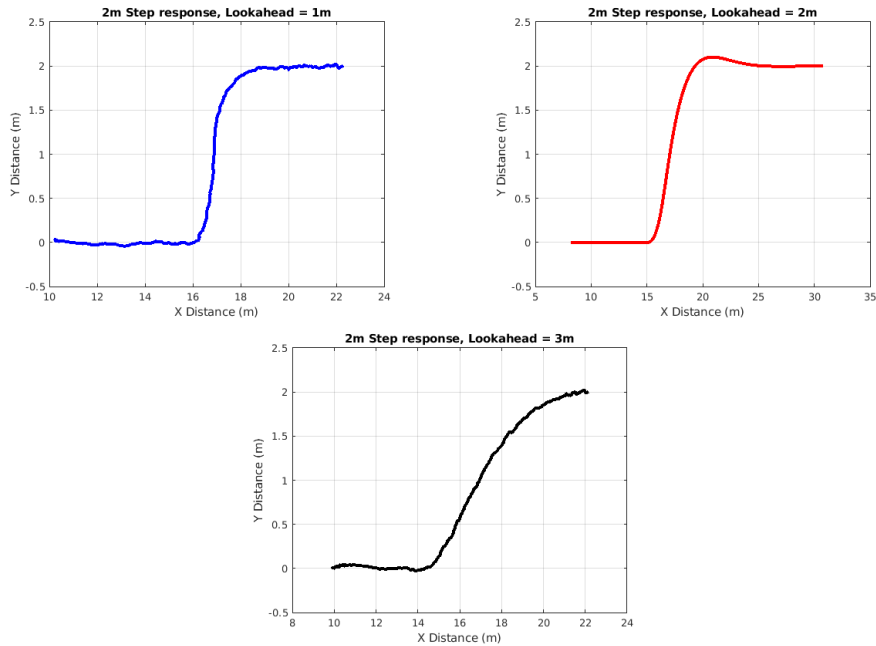 2m Step response, Lookahead = 1m
2.5
2
1.5
1
0.5
0
-0.5
Y Distance (m)
10 12 14 16 18 20 22 24
X Distance (m)
2m Step response, Lookahead = 2m
2.5
2
1.5
1
0.5
0
-0.5
Y Distance (m)
5 10 15 20 25 30 35
X Distance (m)
2m Step response, Lookahead = 3m
2.5
2
1.5
1
0.5
0
-0.5
Y Distance (m)
8 10 12 14 16 18 20 22 24
X Distance (m)